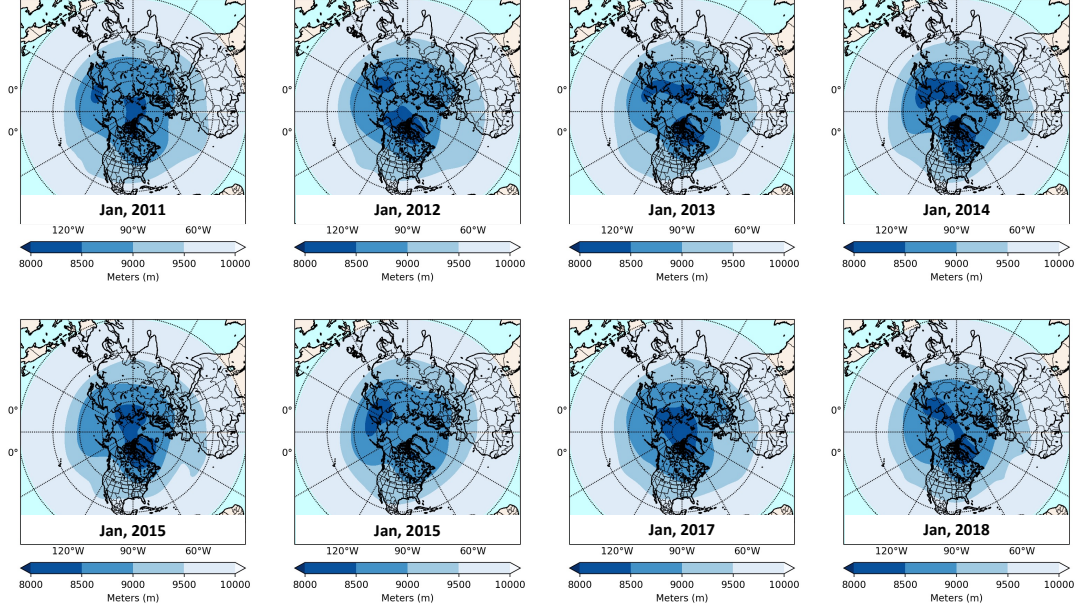 0° 0° 0° 0°
0° 0° 0° 0°
Jan, 2011 Jan, 2012 Jan, 2013 Jan, 2014
120°W 90°W 60°W 120°W 90°W 60°W 120°W 90°W 60°W 120°W 90°W 60°W
8000 8500 9000 9500 10000 8000 8500 9000 9500 10000 8000 8500 9000 9500 10000 8000 8500 9000 9500 10000
Meters (m) Meters (m) Meters (m) Meters (m)
0° 0° 0° 0°
0° 0° 0° 0°
Jan, 2015 Jan, 2015 Jan, 2017 Jan, 2018
120°W 90°W 60°W 120°W 90°W 60°W 120°W 90°W 60°W 120°W 90°W 60°W
8000 8500 9000 9500 10000 8000 8500 9000 9500 10000 8000 8500 9000 9500 10000 8000 8500 9000 9500 10000
Meters (m) Meters (m) Meters (m) Meters (m)